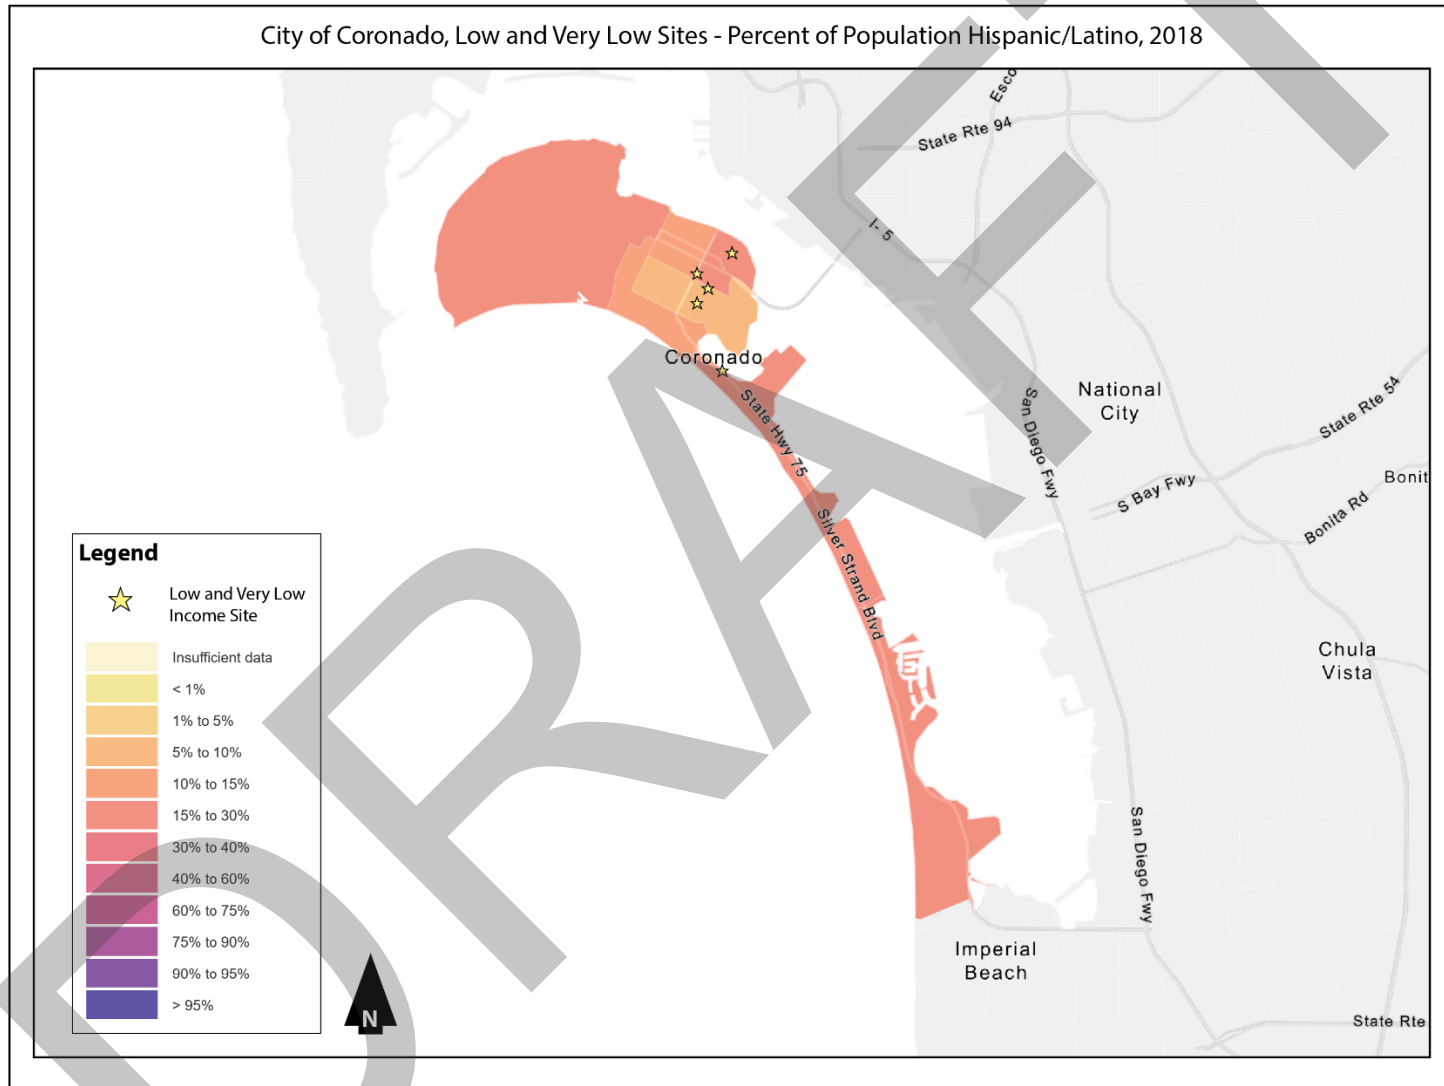 City of Coronado, Low and Very Low Sites - Percent of Population Hispanic/Latino, 2018
Esco
State Rte 94
I- 5
Coronado
State Hwy 75
National
City
San Diego Fwy
State Rte 54
Bonit
S Bay Fwy
Bonita Rd
Silver Strand Blvd
Chula
Vista
San Diego Fwy
Imperial
Beach
State Rte
Legend
Low and Very Low
Income Site
Insufficient data
< 1%
1% to 5%
5% to 10%
10% to 15%
15% to 30%
30% to 40%
40% to 60%
60% to 75%
75% to 90%
90% to 95%
> 95%
N
DRAFT